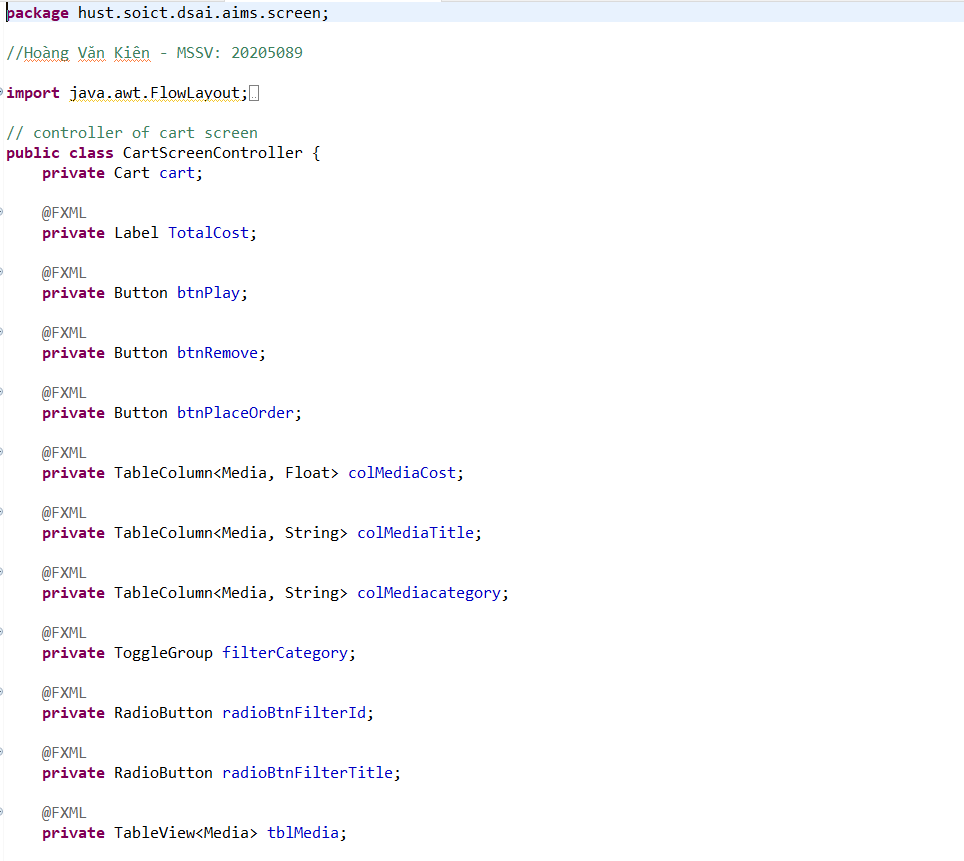 package hust.soict.dsai.aims.screen;
//Hoàng Văn Kiên - MSSV: 20205089
import java.awt.FlowLayout;
// controller of cart screen
public class CartScreenController {
private Cart cart;
@FXML
private Label TotalCost;
@FXML
private Button btnPlay;
@FXML
private Button btnRemove;
@FXML
private Button btnPlaceOrder;
@FXML
private TableColumn<Media, Float> colMediaCost;
@FXML
private TableColumn<Media, String> colMediaTitle;
@FXML
private TableColumn<Media, String> colMediacategory;
@FXML
private ToggleGroup filterCategory;
@FXML
private RadioButton radioBtnFilterId;
@FXML
private RadioButton radioBtnFilterTitle;
@FXML
private TableView<Media> tblMedia;